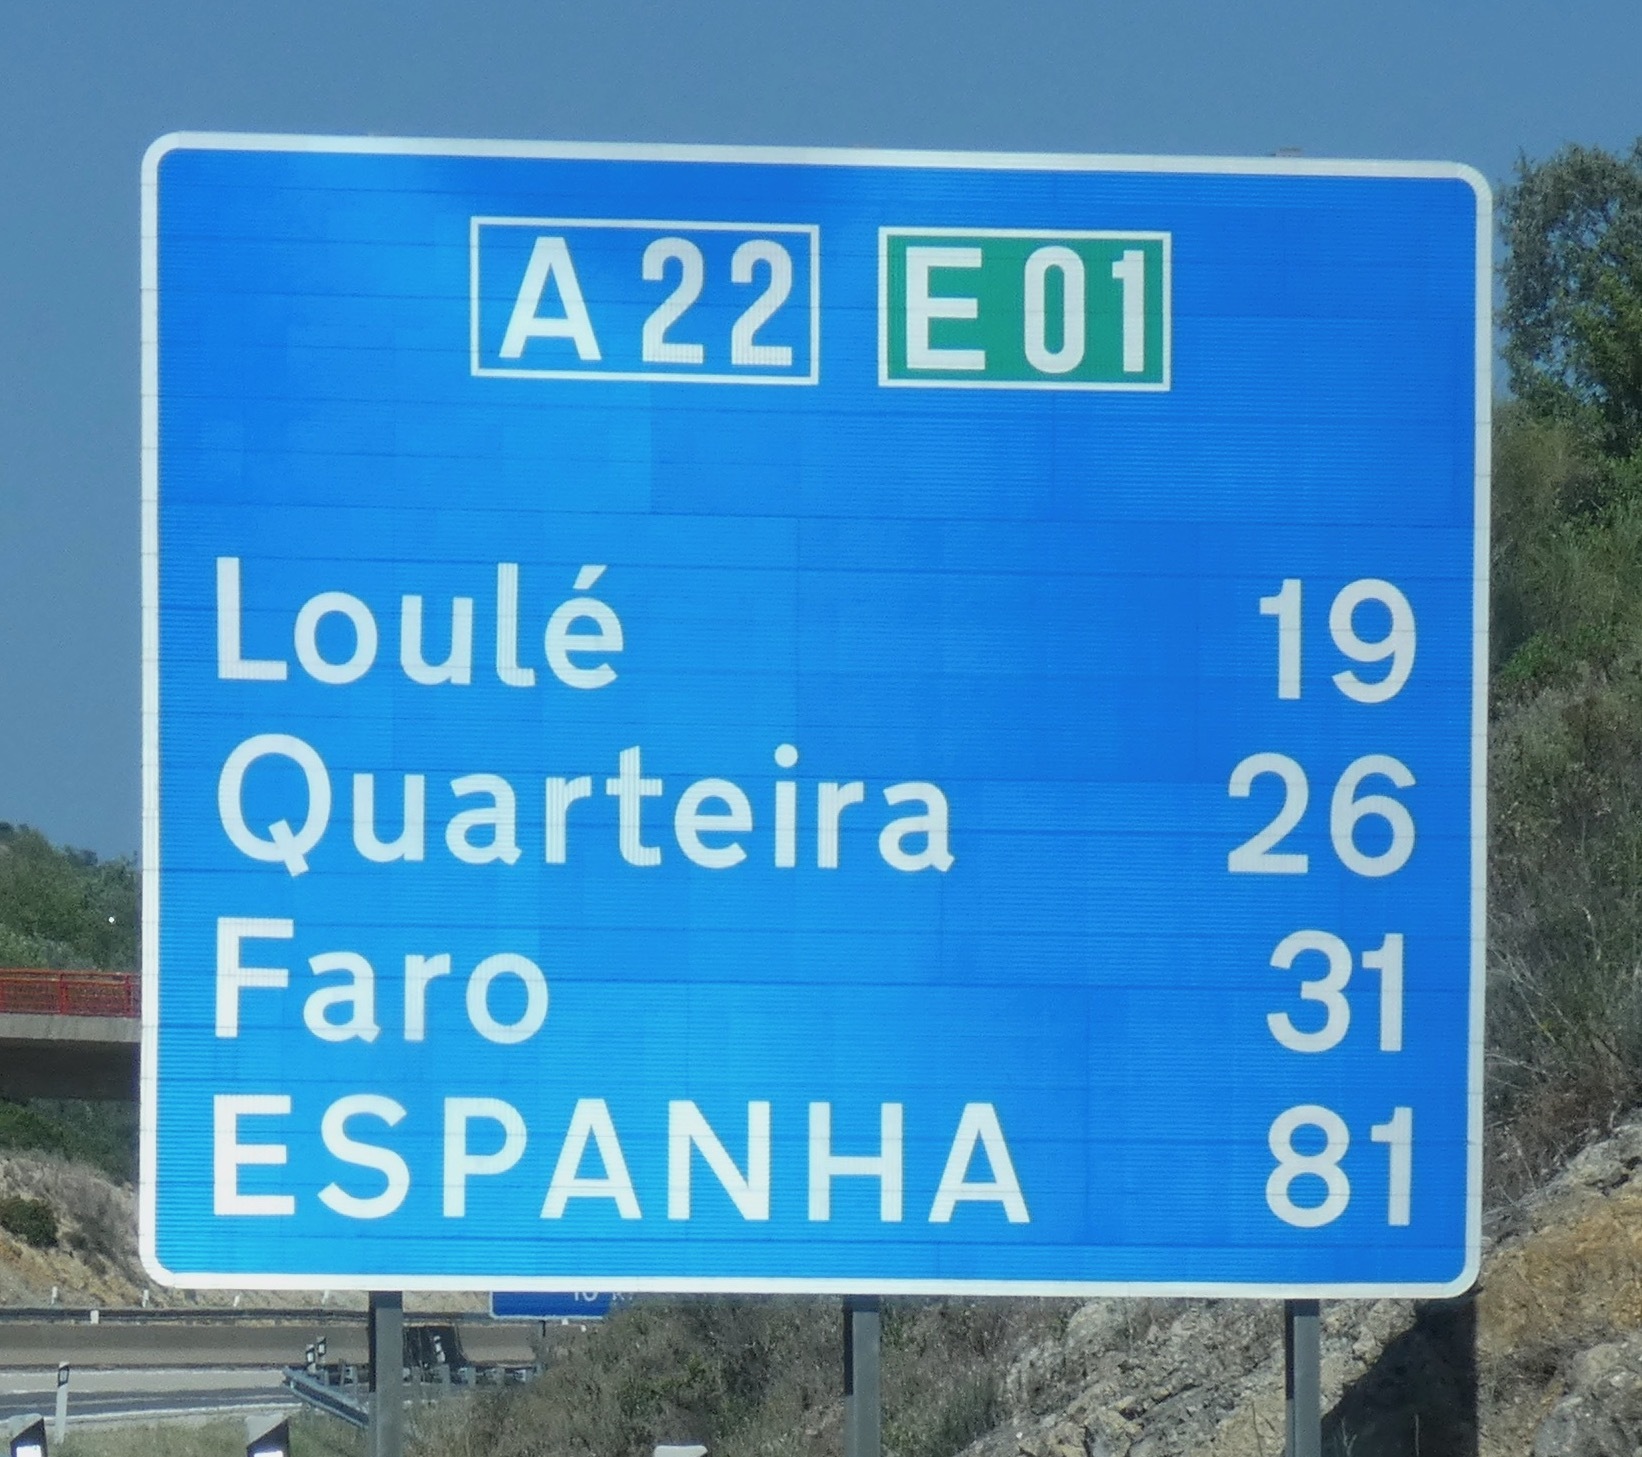 A 22 E 01
Loulé 19
Quarteira 26
Faro 31
ESPANHA 81